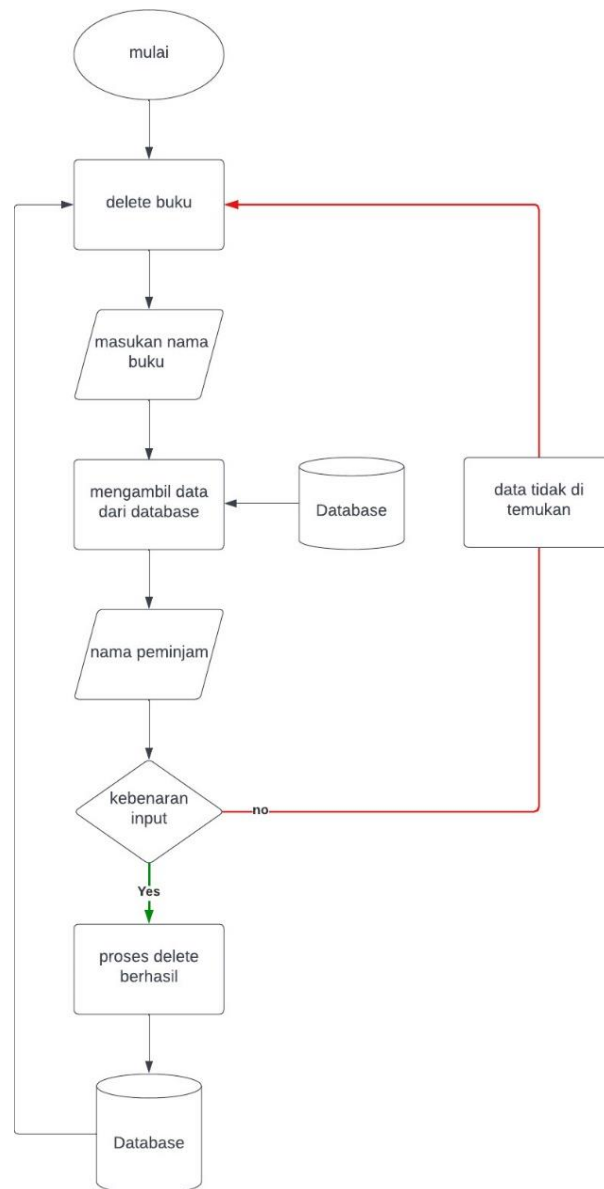 mulai
delete buku
masukan nama
buku
mengambil data
dari database
Database
data tidak di
temukan
nama peminjam
kebenaran
input
no
Yes
proses delete
berhasil
Database